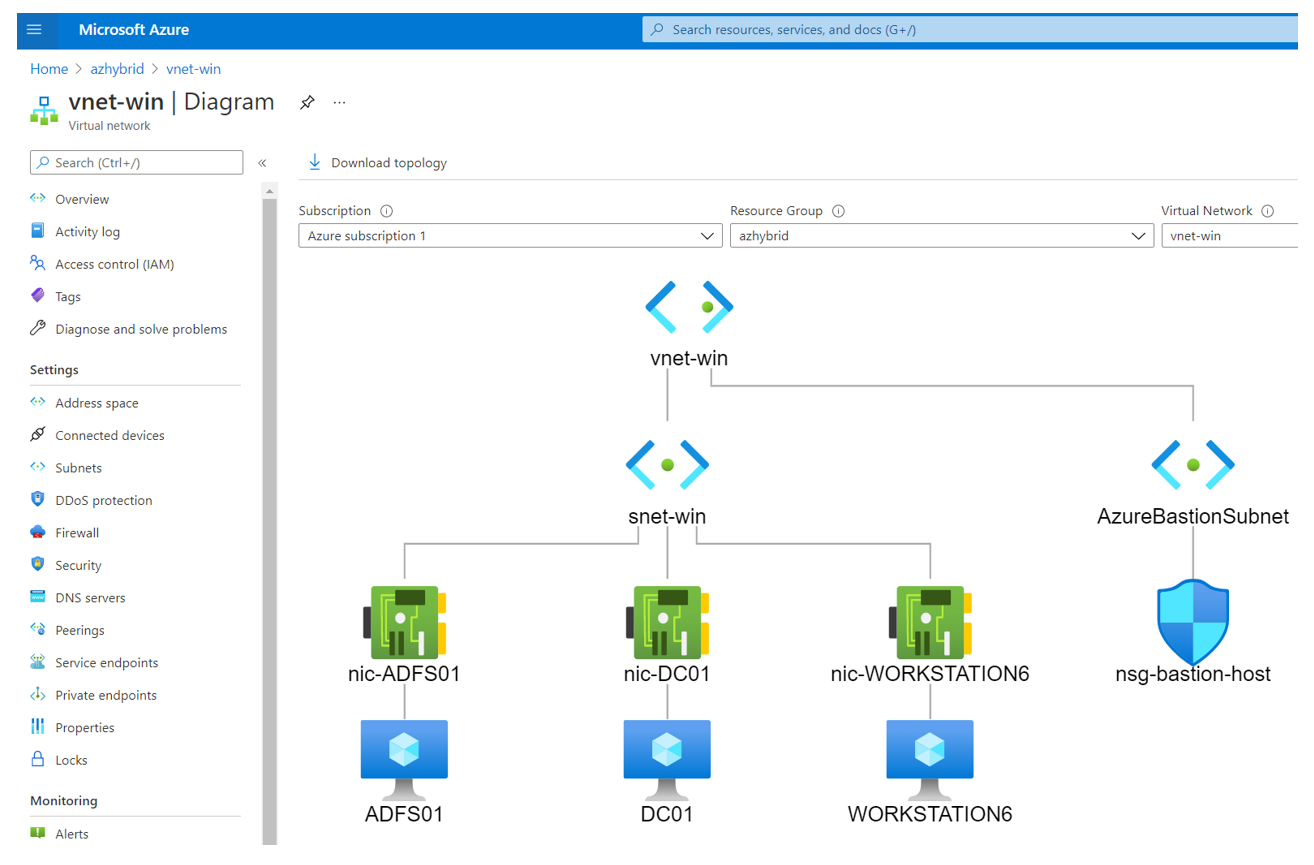 Microsoft Azure
Search resources, services, and docs (G+/)
Home > azhybrid > vnet-win
vnet-win | Diagram ...
Virtual network
Search (Ctrl+/)
«
Download topology
Overview
Activity log
Access control (IAM)
Tags
Diagnose and solve problems
Settings
Address space
Connected devices
Subnets
DDoS protection
Firewall
Security
DNS servers
Peerings
Service endpoints
Private endpoints
Properties
Locks
Monitoring
Alerts
Subscription
Resource Group
Virtual Network
Azure subscription 1
azhybrid
vnet-win
vnet-win
snet-win
AzureBastionSubnet
nic-ADFS01
nic-DC01
nic-WORKSTATION6
nsg-bastion-host
ADFS01
DC01
WORKSTATION6